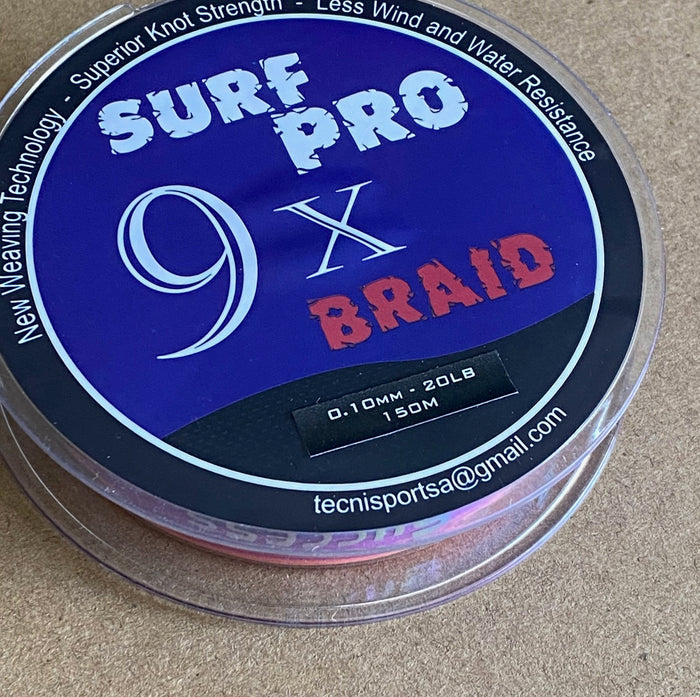 New Weaving Technology - Superior Knot Strength - Less Wind and Water Resistance
SURF
PRO
9 X
BRAID
0.10MM - 20LB
150M
tecnisportsa@gmail.com